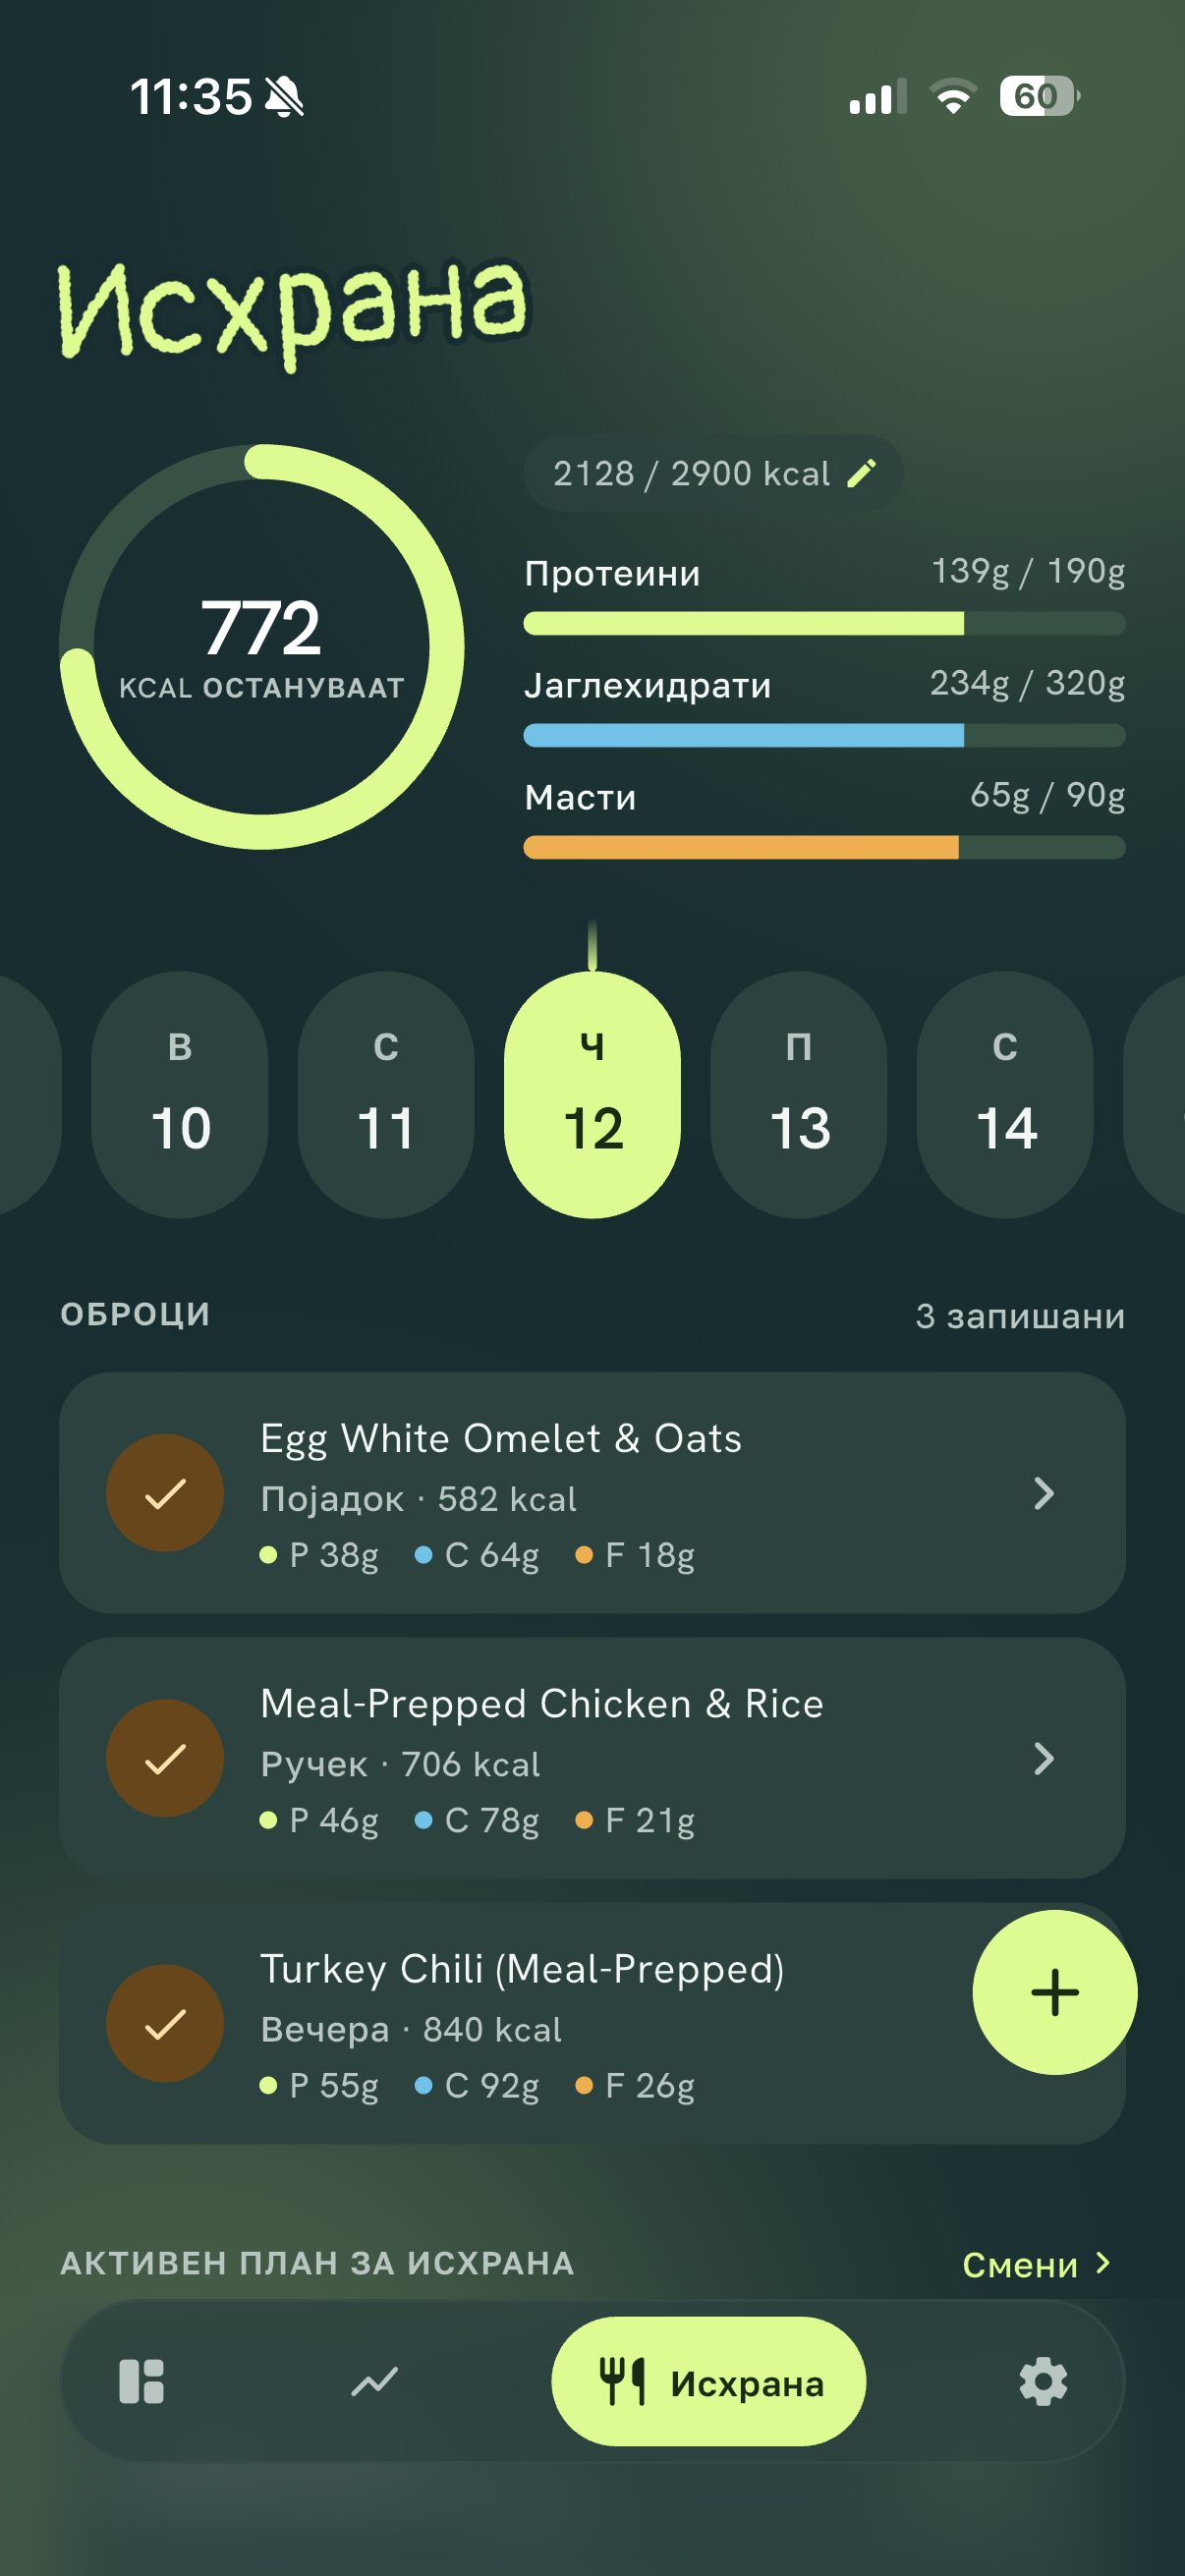 11:35
60
Исхрана
2128 / 2900 kcal
772
KCAL ОСТАНУВААТ
Протеини 139g / 190g
Јаглехидрати 234g / 320g
Масти 65g / 90g
В С Ч П С
10 11 12 13 14
ОБРОЦИ 3 запишани
Egg White Omelet & Oats
Појадок · 582 kcal
P 38g C 64g F 18g
Meal-Prepped Chicken & Rice
Ручек · 706 kcal
P 46g C 78g F 21g
Turkey Chili (Meal-Prepped)
Вечера · 840 kcal
P 55g C 92g F 26g
АКТИВЕН ПЛАН ЗА ИСХРАНА Смени
Исхрана